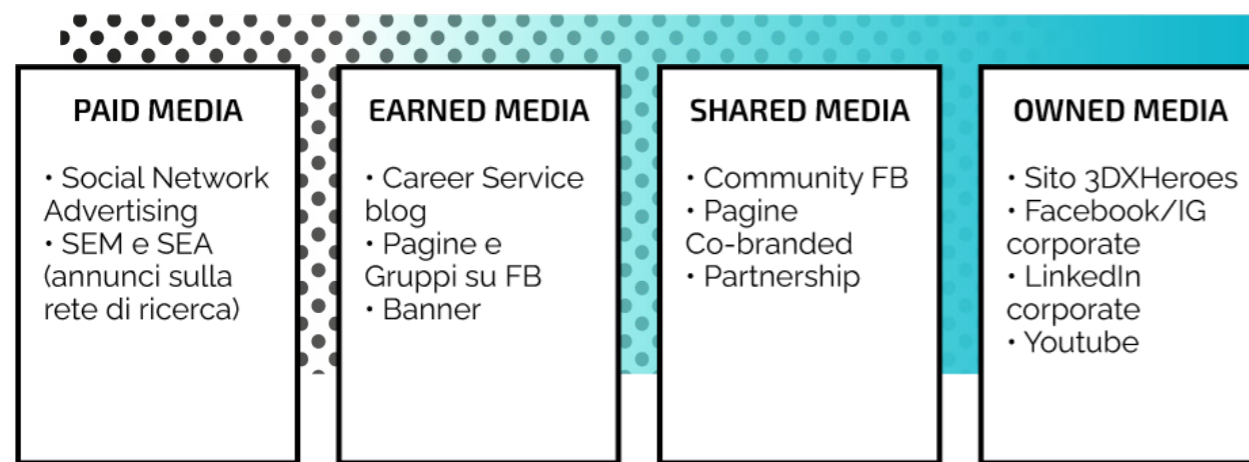 PAID MEDIA
• Social Network
Advertising
• SEM e SEA
(annunci sulla
rete di ricerca)
EARNED MEDIA
• Career Service
blog
• Pagine e
Gruppi su FB
• Banner
SHARED MEDIA
• Community FB
• Pagine
Co-branded
• Partnership
OWNED MEDIA
• Sito 3DXHeroes
• Facebook/IG
corporate
• LinkedIn
corporate
• Youtube